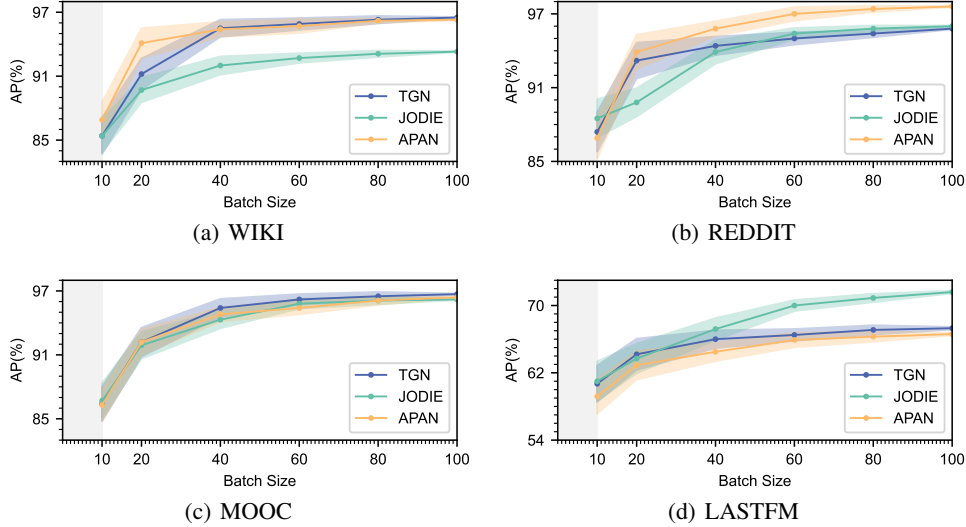 97
91
85
AP(%)
TGN
JODIE
APAN
10 20 40 60 80 100
Batch Size
(a) WIKI
97
91
85
AP(%)
TGN
JODIE
APAN
10 20 40 60 80 100
Batch Size
(b) REDDIT
97
91
85
AP(%)
TGN
JODIE
APAN
10 20 40 60 80 100
Batch Size
(c) MOOC
70
62
54
AP(%)
TGN
JODIE
APAN
10 20 40 60 80 100
Batch Size
(d) LASTFM